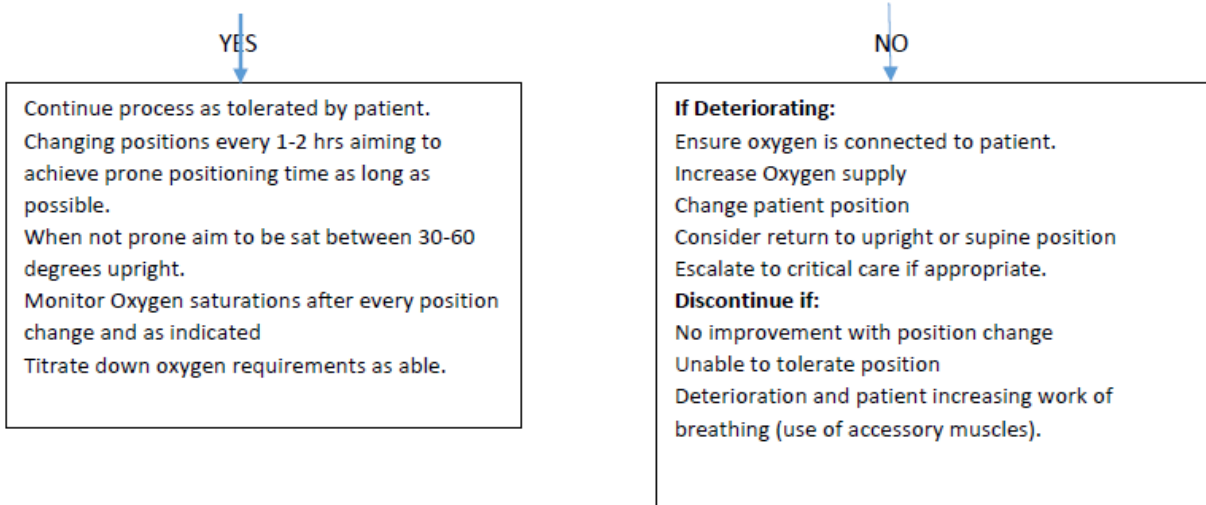 YES
Continue process as tolerated by patient.
Changing positions every 1-2 hrs aiming to
achieve prone positioning time as long as
possible.
When not prone aim to be sat between 30-60
degrees upright.
Monitor Oxygen saturations after every position
change and as indicated
Titrate down oxygen requirements as able.
NO
If Deteriorating:
Ensure oxygen is connected to patient.
Increase Oxygen supply
Change patient position
Consider return to upright or supine position
Escalate to critical care if appropriate.
Discontinue if:
No improvement with position change
Unable to tolerate position
Deterioration and patient increasing work of
breathing (use of accessory muscles).